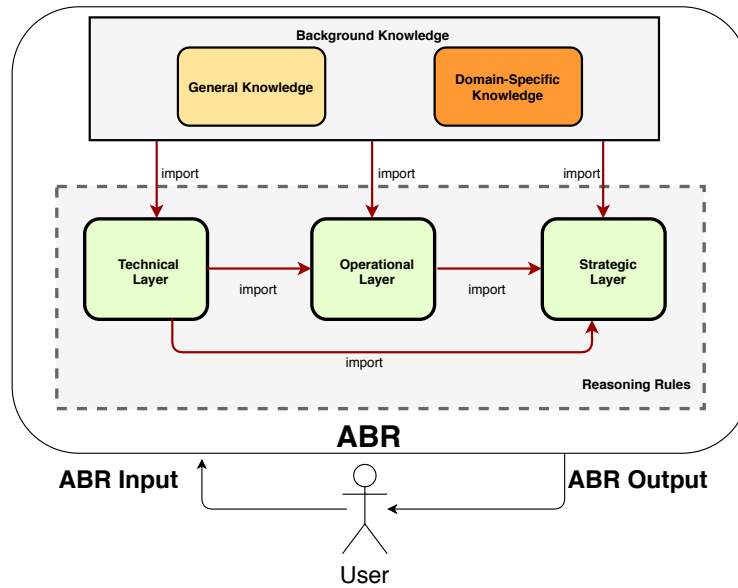 Background Knowledge
General Knowledge
Domain-Specific
Knowledge
import
import
import
Technical
Layer
Operational
Layer
Strategic
Layer
import
import
import
Reasoning Rules
ABR
ABR Input
ABR Output
User